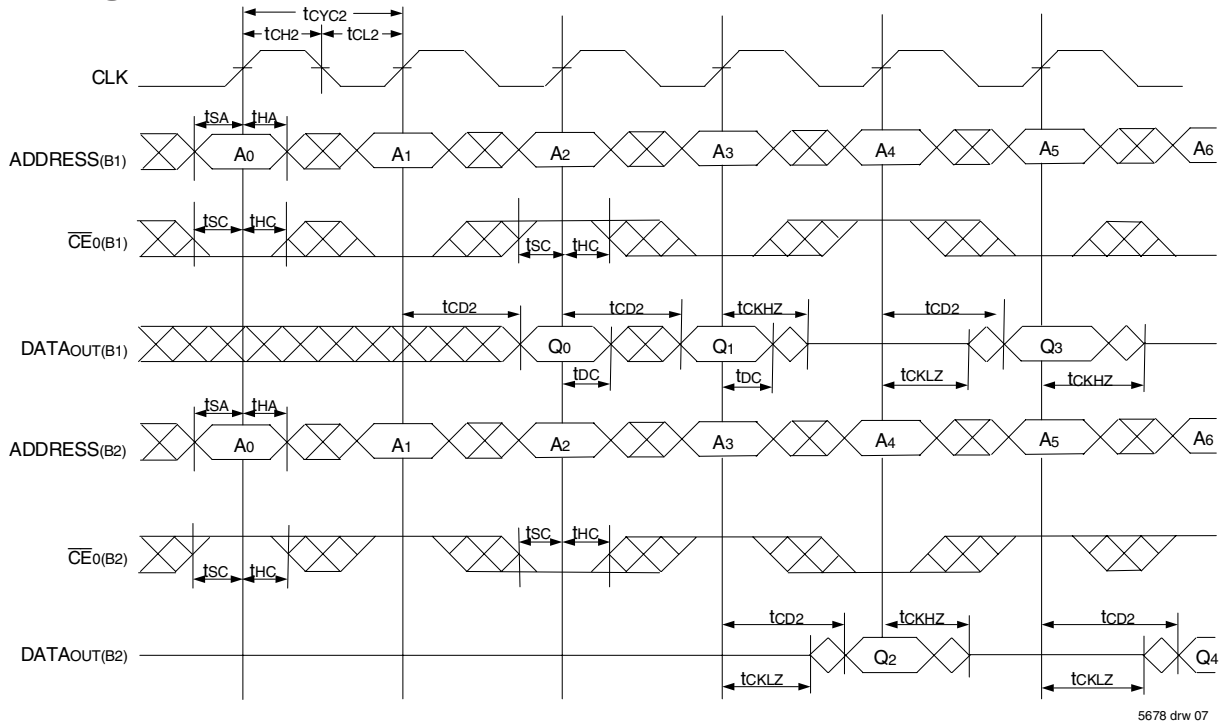 tCYC2
tCH2 tCL2
CLK
tSA tHA
ADDRESS(B1) A0 A1 A2 A3 A4 A5 A6
tSC tHC
CE0(B1) tSC tHC
tCD2 tCD2 tCKHZ tCD2
DATAOUT(B1) Q0 Q1 Q3
tDC tDC tCKLZ tCKHZ
tSA tHA
ADDRESS(B2) A0 A1 A2 A3 A4 A5 A6
tSC tHC
CE0(B2)
tSC tHC
tCD2 tCKHZ tCD2
DATAOUT(B2) Q2 Q4
tCKLZ tCKLZ
5678 drw 07